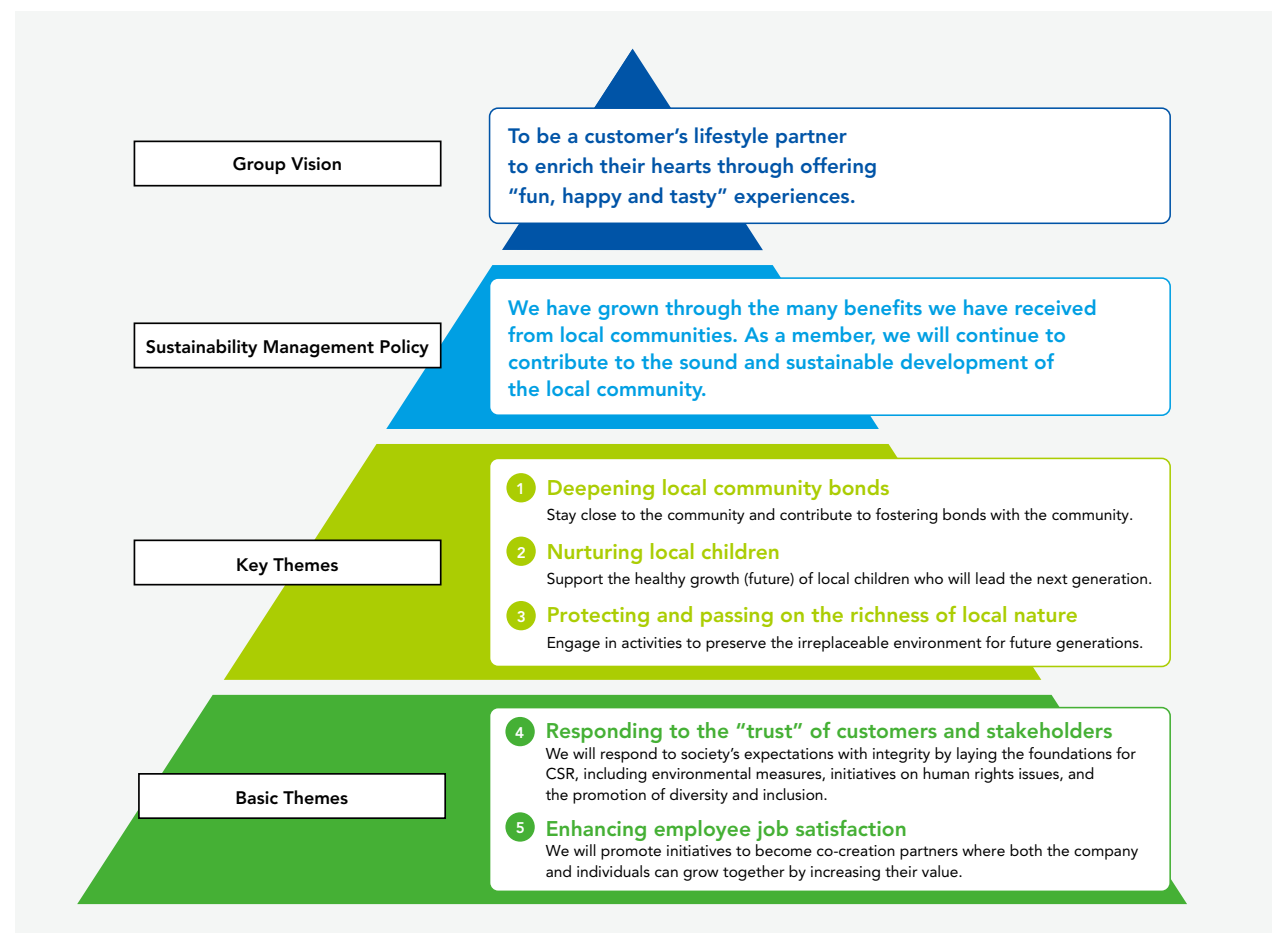 Group Vision
To be a customer’s lifestyle partner
to enrich their hearts through offering
“fun, happy and tasty” experiences.
Sustainability Management Policy
We have grown through the many benefits we have received
from local communities. As a member, we will continue to
contribute to the sound and sustainable development of
the local community.
Key Themes
1 Deepening local community bonds
Stay close to the community and contribute to fostering bonds with the community.
2 Nurturing local children
Support the healthy growth (future) of local children who will lead the next generation.
3 Protecting and passing on the richness of local nature
Engage in activities to preserve the irreplaceable environment for future generations.
Basic Themes
4 Responding to the “trust” of customers and stakeholders
We will respond to society’s expectations with integrity by laying the foundations for
CSR, including environmental measures, initiatives on human rights issues, and
the promotion of diversity and inclusion.
5 Enhancing employee job satisfaction
We will promote initiatives to become co-creation partners where both the company
and individuals can grow together by increasing their value.